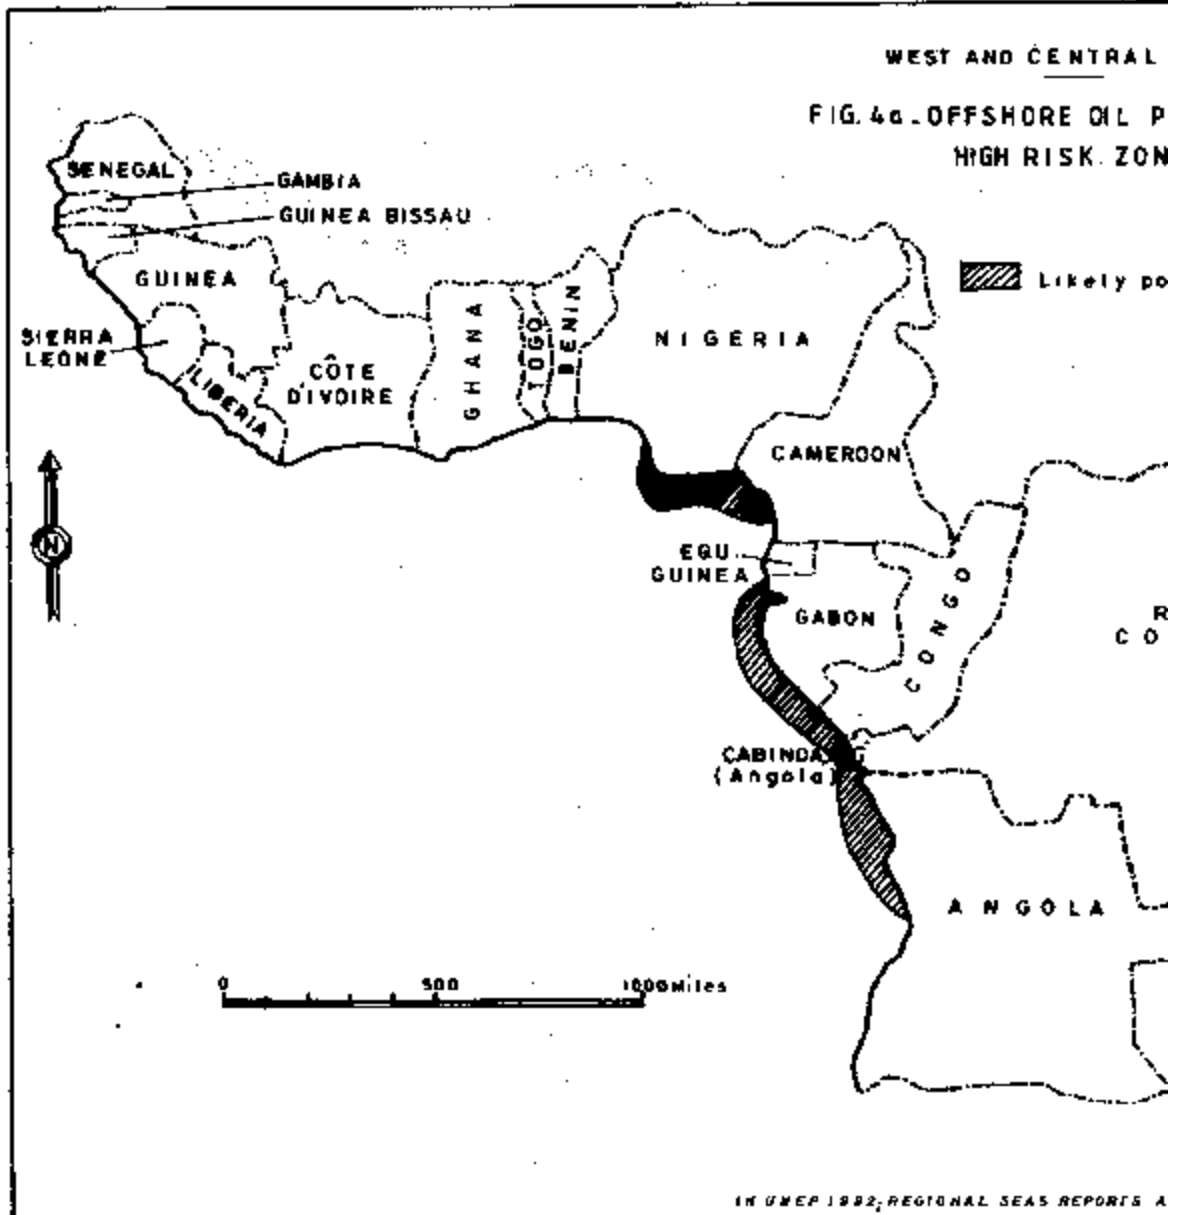 WEST AND CENTRAL
FIG. 4a. OFFSHORE OIL P
HIGH RISK ZON
SENEGAL
GAMBIA
GUINEA BISSAU
GUINEA
Likely po
SIERRA
LEONE
LIBERIA
CÔTE
D'IVOIRE
GHANA
TOGO
BENIN
NIGERIA
CAMEROON
N
EQU
GUINEA
GABON
CONGO
R
CO
CABINDA
(Angola)
ANGOLA
0 500 1000 Miles
IN UNEP 1982; REGIONAL SEAS REPORTS A